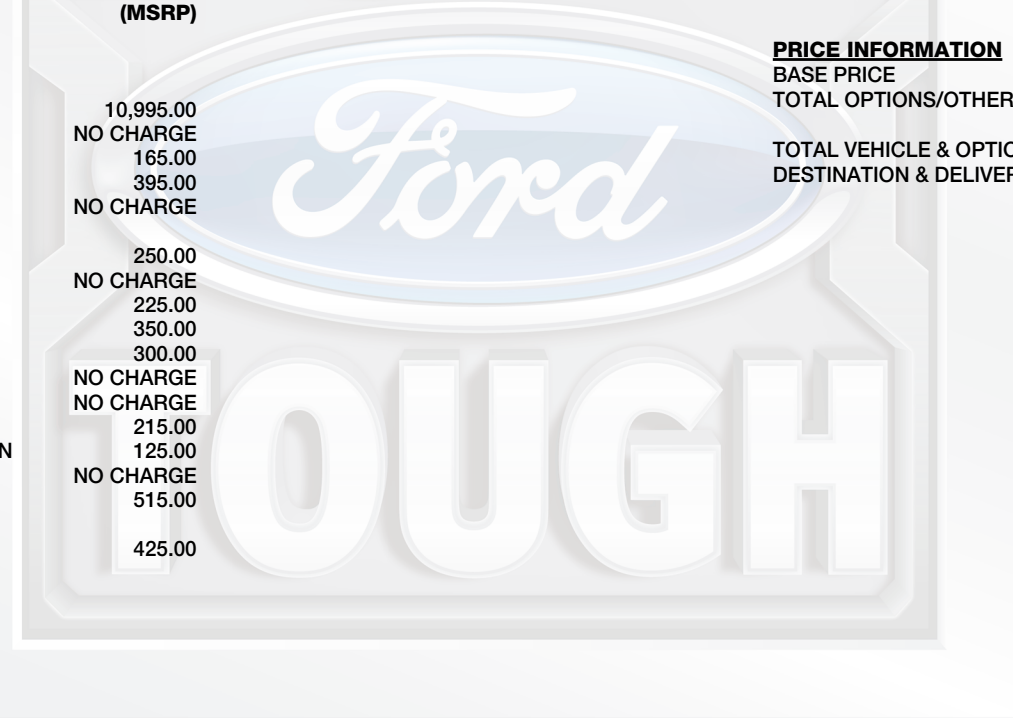 (MSRP)
10,995.00
NO CHARGE
165.00
395.00
NO CHARGE
250.00
NO CHARGE
225.00
350.00
300.00
NO CHARGE
NO CHARGE
215.00
N 125.00
NO CHARGE
515.00
425.00
PRICE INFORMATION
BASE PRICE
TOTAL OPTIONS/OTHER
TOTAL VEHICLE & OPTIO
DESTINATION & DELIVER
Ford
TOUGH